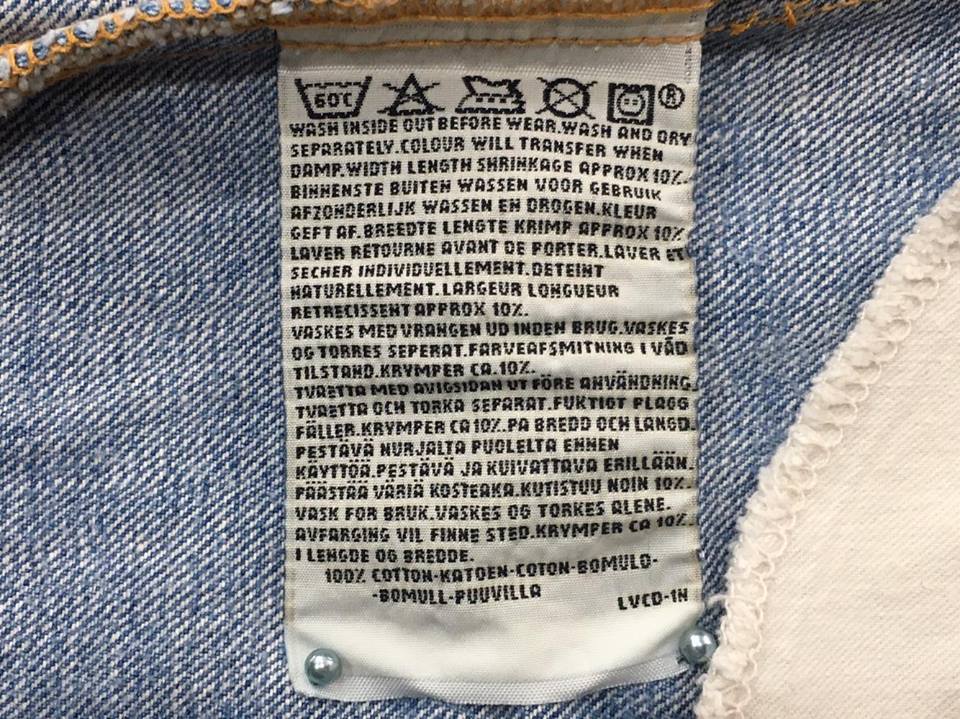 60°C ®
WASH INSIDE OUT BEFORE WEAR.WASH AND DRY
SEPARATELY.COLOUR WILL TRANSFER WHEN
DAMP.WIDTH LENGTH SHRINKAGE APPROX 10%.
BINNENSTE BUITEN WASSEN VOOR GEBRUIK
AFZONDERLIJK WASSEN EN DROGEN.KLEUR
GEFT AF.BREEDTE LENGTE KRIMP APPROX 10%
LAVER RETOURNE AVANT DE PORTER.LAVER ET
SECHER INDIVIDUELLEMENT.DETEINT
NATURELLEMENT.LARGEUR LONGUEUR
RETRECISSENT APPROX 10%.
VASKES MED VRANGEN UD INDEN BRUG.VASKES
OG TORRES SEPERAT.FARVEAFSMITNING I VÅD
TILSTAND.KRYMPER CA.10%.
TVAETTA MED AVIGSIDAN UT FÖRE ANVÄNDNING.
TVAETTA OCH TORKA SEPARAT.FUKTIGT PLAGG
FÄLLER.KRYMPER CA 10%.PA BREDD OCH LANGD.
PESTÄVÄ NURJALTA PUOLELTA ENNEN
KÄYTTÖÄ.PESTÄVÄ JA KUIVATTAVA ERILLÄÄN.
PÄÄSTÄÄ VÄRIÄ KOSTEAKA.KUTISTUU NOIN 10%.
VASK FOR BRUK.VASKES OG TORKES ALENE.
AVFARGING VIL FINNE STED.KRYMPER CA 10%.
I LENGDE OG BREDDE.
100% COTTON-KATOEN-COTON-BOMULD-
-BOMULL-PUUVILLA
LVCD-1N